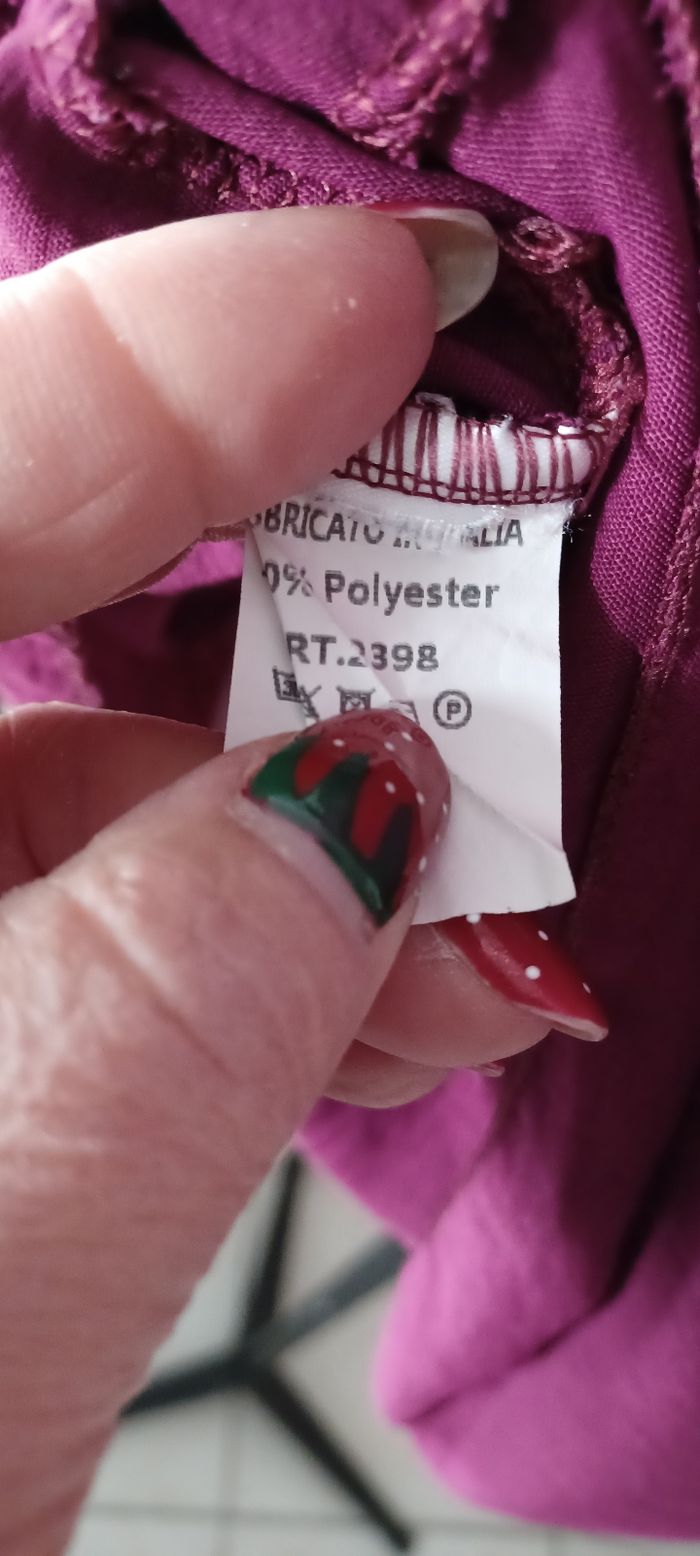 BRICATO IN ITALIA
0% Polyester
RT.2398
P